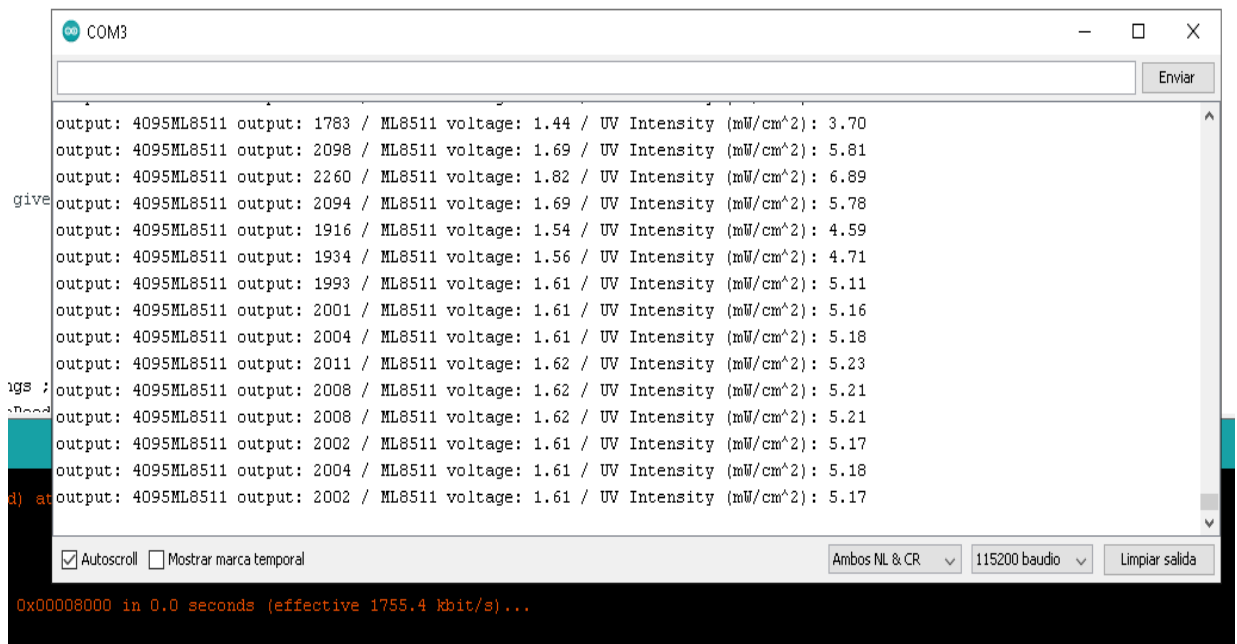 COM3
Enviar
output: 4095ML8511 output: 1783 / ML8511 voltage: 1.44 / UV Intensity (mW/cm^2): 3.70
output: 4095ML8511 output: 2098 / ML8511 voltage: 1.69 / UV Intensity (mW/cm^2): 5.81
output: 4095ML8511 output: 2260 / ML8511 voltage: 1.82 / UV Intensity (mW/cm^2): 6.89
give
output: 4095ML8511 output: 2094 / ML8511 voltage: 1.69 / UV Intensity (mW/cm^2): 5.78
output: 4095ML8511 output: 1916 / ML8511 voltage: 1.54 / UV Intensity (mW/cm^2): 4.59
output: 4095ML8511 output: 1934 / ML8511 voltage: 1.56 / UV Intensity (mW/cm^2): 4.71
output: 4095ML8511 output: 1993 / ML8511 voltage: 1.61 / UV Intensity (mW/cm^2): 5.11
output: 4095ML8511 output: 2001 / ML8511 voltage: 1.61 / UV Intensity (mW/cm^2): 5.16
output: 4095ML8511 output: 2004 / ML8511 voltage: 1.61 / UV Intensity (mW/cm^2): 5.18
output: 4095ML8511 output: 2011 / ML8511 voltage: 1.62 / UV Intensity (mW/cm^2): 5.23
ngs ;
output: 4095ML8511 output: 2008 / ML8511 voltage: 1.62 / UV Intensity (mW/cm^2): 5.21
output: 4095ML8511 output: 2008 / ML8511 voltage: 1.62 / UV Intensity (mW/cm^2): 5.21
output: 4095ML8511 output: 2002 / ML8511 voltage: 1.61 / UV Intensity (mW/cm^2): 5.17
output: 4095ML8511 output: 2004 / ML8511 voltage: 1.61 / UV Intensity (mW/cm^2): 5.18
d) at
output: 4095ML8511 output: 2002 / ML8511 voltage: 1.61 / UV Intensity (mW/cm^2): 5.17
Autoscroll Mostrar marca temporal Ambos NL & CR 115200 baudio Limpiar salida
0x00008000 in 0.0 seconds (effective 1755.4 kbit/s)...